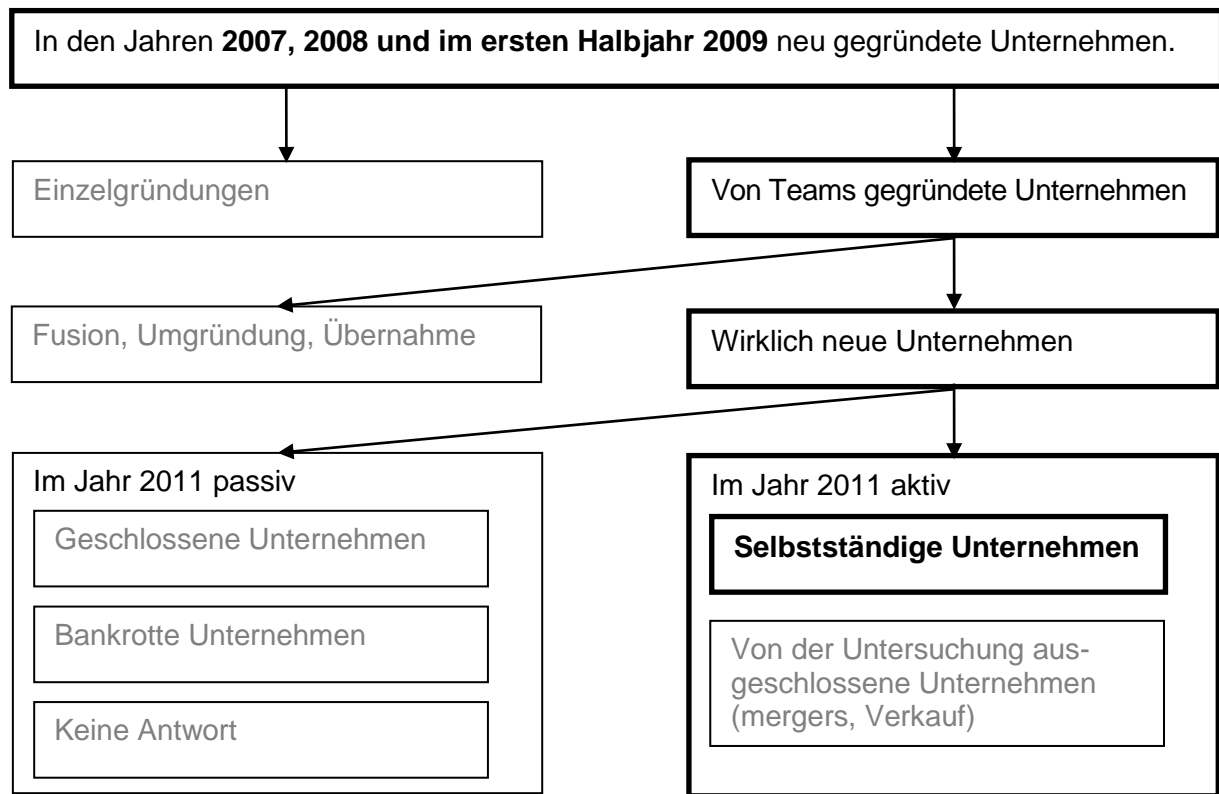 In den Jahren 2007, 2008 und im ersten Halbjahr 2009 neu gegründete Unternehmen.
Einzelgründungen
Von Teams gegründete Unternehmen
Fusion, Umgründung, Übernahme
Wirklich neue Unternehmen
Im Jahr 2011 passiv
Geschlossene Unternehmen
Bankrotte Unternehmen
Keine Antwort
Im Jahr 2011 aktiv
Selbstständige Unternehmen
Von der Untersuchung aus-
geschlossene Unternehmen
(mergers, Verkauf)